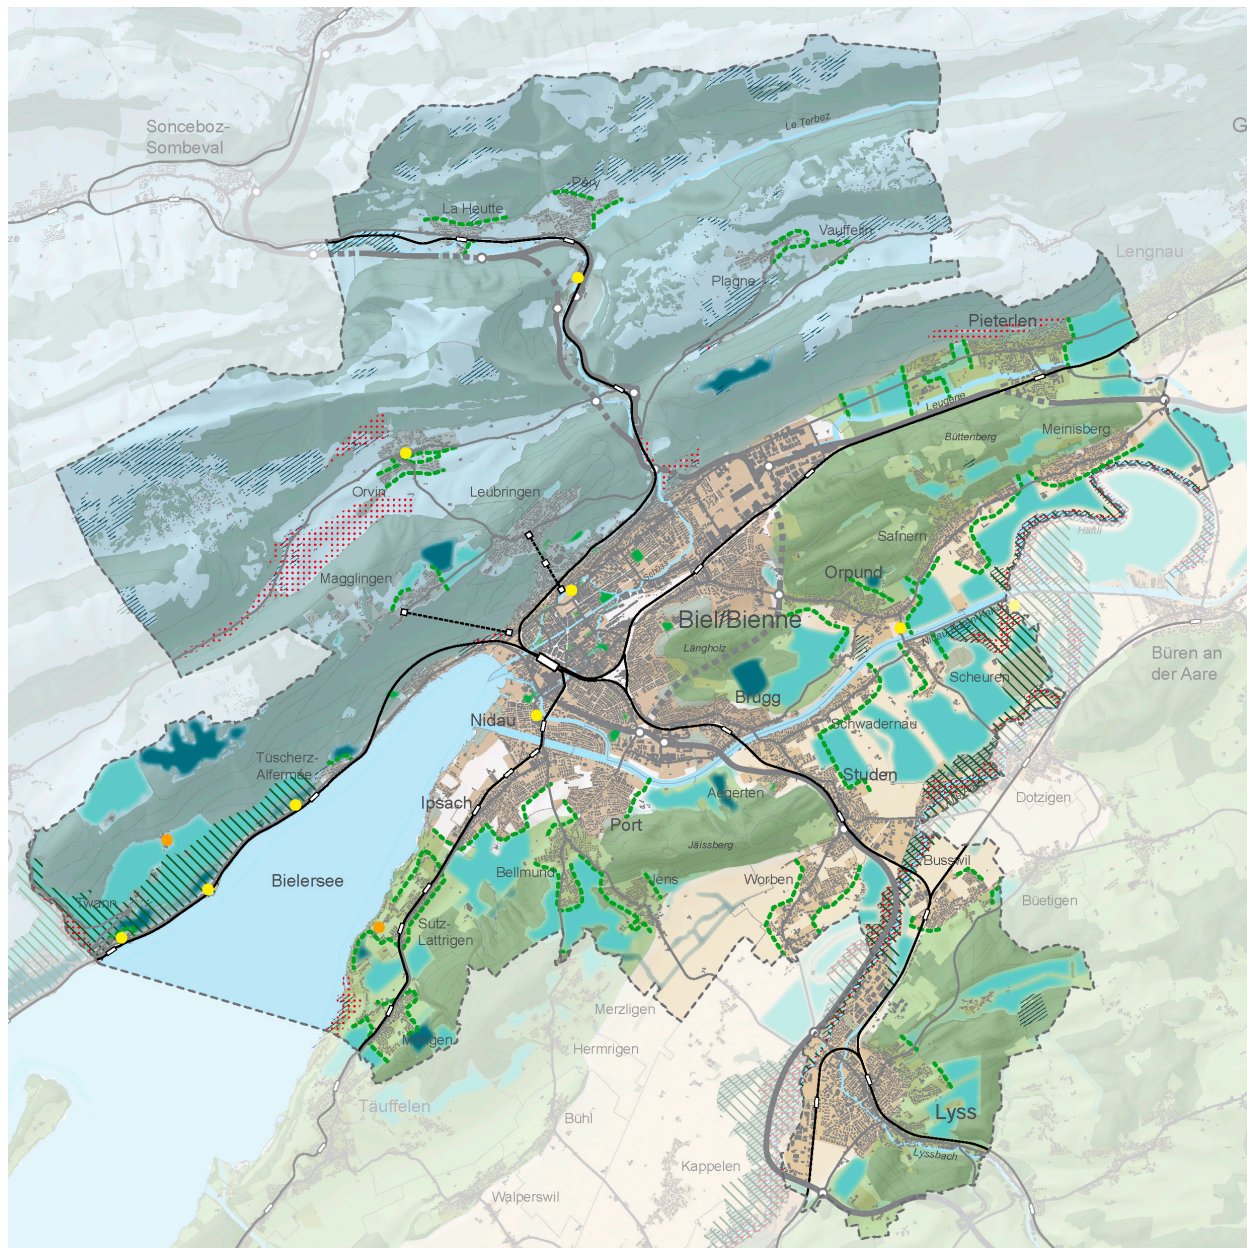 Sonceboz-
Sombeval
G
Le Terbez
Péry
La Heutte
Vauffelin
Lengnau
Plagne
Pieterlen
Leugene
Büttenberg
Meinisberg
Orvin
Leubringen
Häftli
Safnern
Magglingen
Orpund
Schüss
Biel/Bienne
Längholz
Büren an
der Aare
Scheuren
Brugg
Nidau
Schwadernau
Tüscherz-
Alfermée
Studen
Aegerten
Dotzigen
Ipsach
Port
Jäissberg
Bielersee
Bellmund
Jens
Worben
Busswil
Büetigen
Twann
Sutz-
Lattrigen
Merzligen
Mörigen
Hermrigen
Täuffelen
Bühl
Lyss
Lyssbach
Kappelen
Walperswil